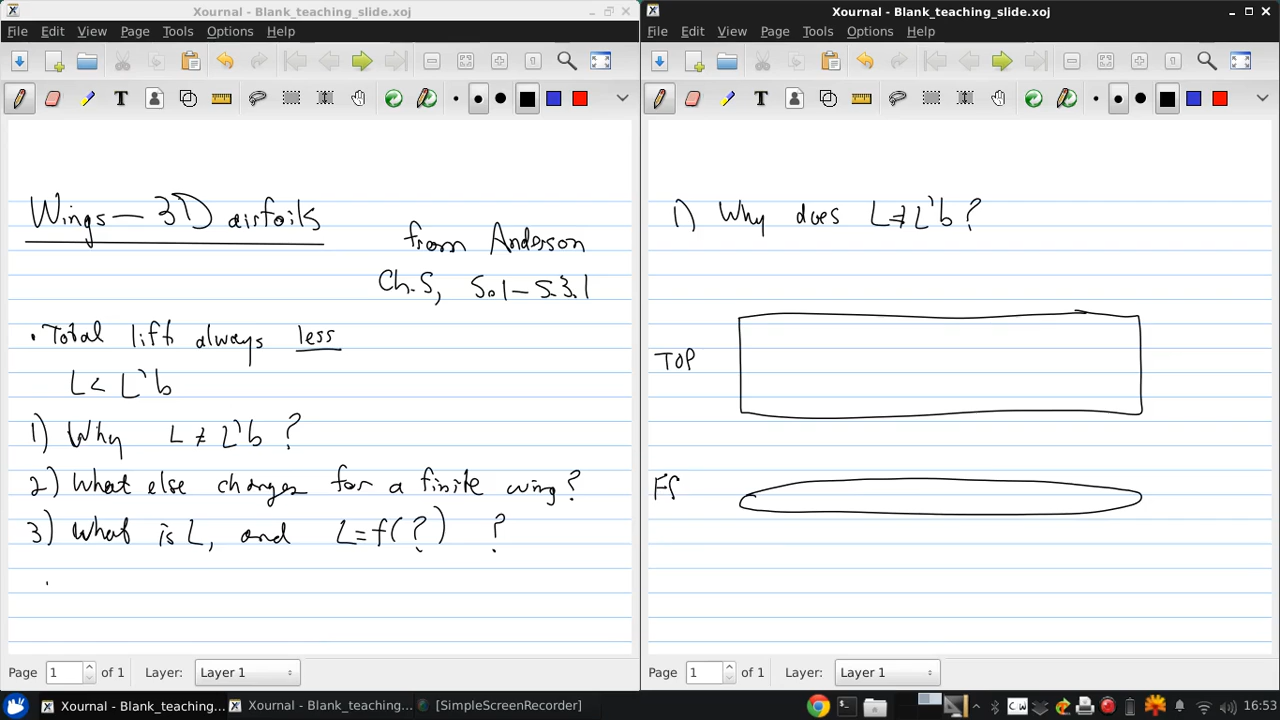 Xournal - Blank_teaching_slide.xoj
File Edit View Page Tools Options Help
Wings— 3D airfoils
from Anderson
Ch.5, 5.1 – 5.3.1
• Total lift always less
L < L'b
1) Why L ≠ L'b ?
2) What else changes for a finite wing?
3) What is L, and L=f(?) ?
Page 1 of 1 Layer: Layer 1
Xournal - Blank_teaching_slide.xoj
File Edit View Page Tools Options Help
1) Why does L≠L'b ?
TOP
Page 1 of 1 Layer: Layer 1
Xournal - Blank_teaching... Xournal - Blank_teaching... [SimpleScreenRecorder] 16:53